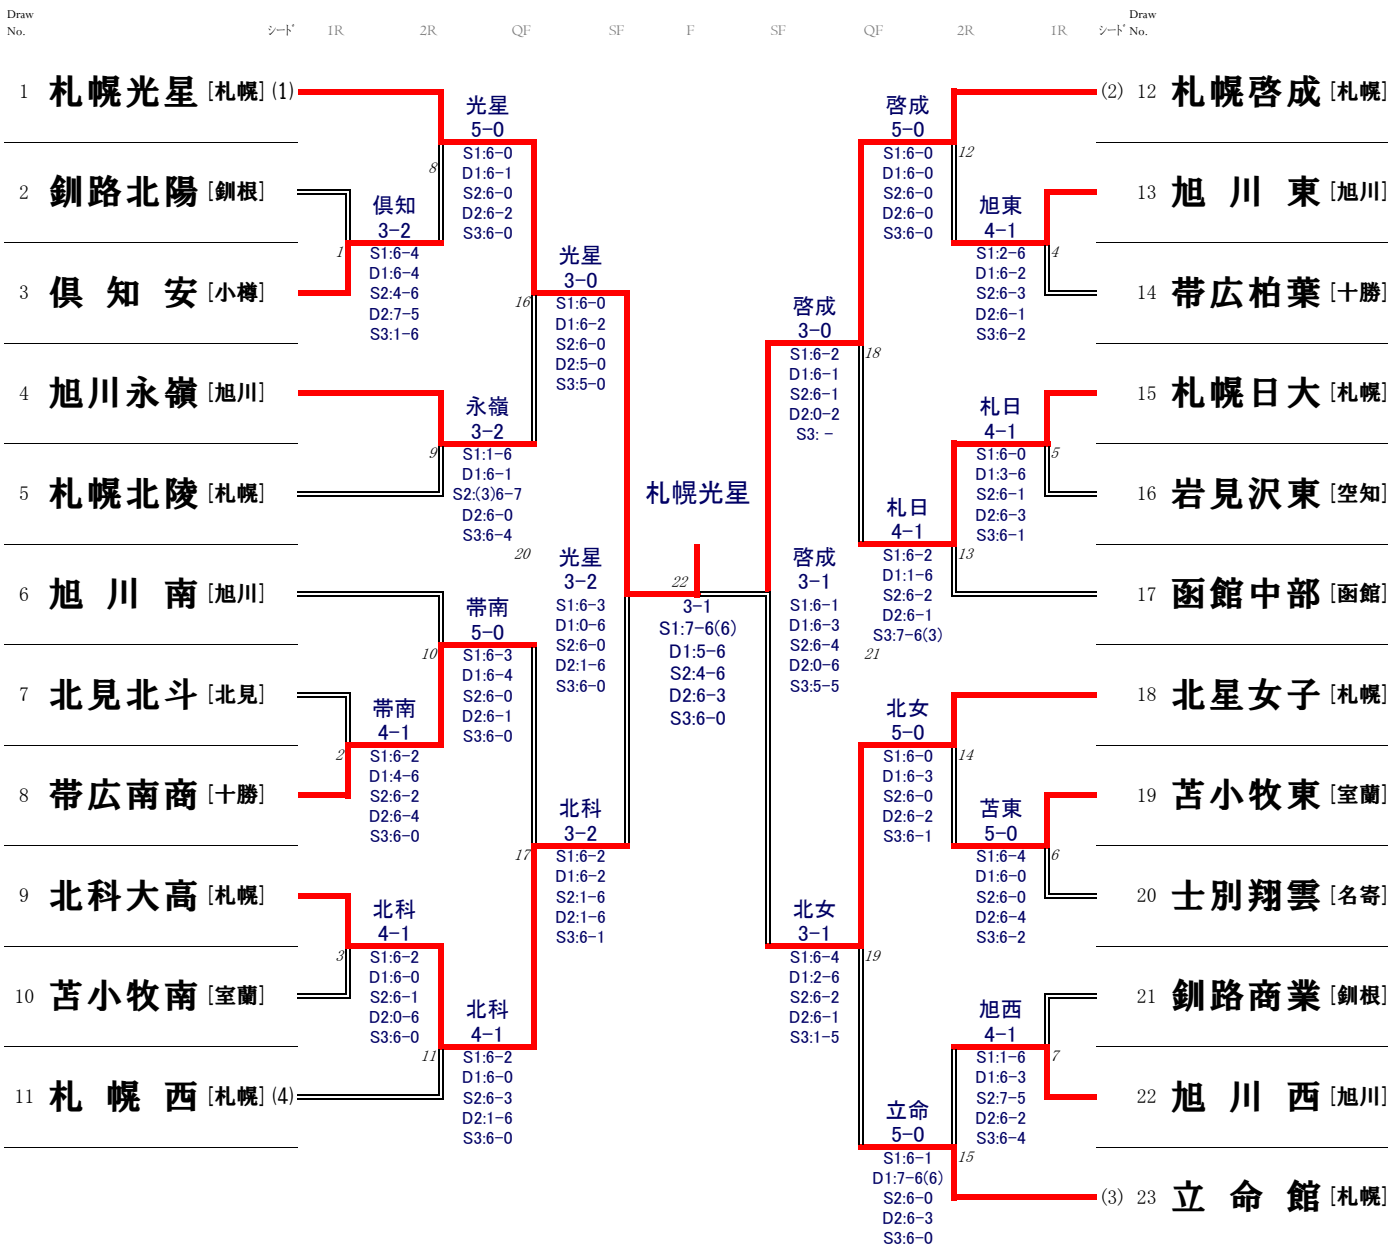 Draw
No.
シード
1R
2R
QF
SF
F
SF
QF
2R
1R
シード
Draw
No.
1 札幌光星 [札幌] (1)
2 釧路北陽 [釧根]
3 倶知安 [小樽]
4 旭川永嶺 [旭川]
5 札幌北陵 [札幌]
6 旭川南 [旭川]
7 北見北斗 [北見]
8 帯広南商 [十勝]
9 北科大高 [札幌]
10 苫小牧南 [室蘭]
11 札幌西 [札幌] (4)
倶知
3-2
1
S1:6-4
D1:6-4
S2:4-6
D2:7-5
S3:1-6
帯南
4-1
2
S1:6-2
D1:4-6
S2:6-2
D2:6-4
S3:6-0
北科
4-1
3
S1:6-2
D1:6-0
S2:6-1
D2:0-6
S3:6-0
光星
5-0
8
S1:6-0
D1:6-1
S2:6-0
D2:6-2
S3:6-0
永嶺
3-2
9
S1:1-6
D1:6-1
S2:(3)6-7
D2:6-0
S3:6-4
帯南
5-0
10
S1:6-3
D1:6-4
S2:6-0
D2:6-1
S3:6-0
北科
4-1
11
S1:6-2
D1:6-0
S2:6-3
D2:1-6
S3:6-0
光星
3-0
16
S1:6-0
D1:6-2
S2:6-0
D2:5-0
S3:5-0
北科
3-2
17
S1:6-2
D1:6-2
S2:1-6
D2:1-6
S3:6-1
20
光星
3-2
S1:6-3
D1:0-6
S2:6-0
D2:1-6
S3:6-0
札幌光星
22
3-1
S1:7-6(6)
D1:5-6
S2:4-6
D2:6-3
S3:6-0
啓成
3-1
21
S1:6-1
D1:6-3
S2:6-4
D2:0-6
S3:5-5
啓成
3-0
18
S1:6-2
D1:6-1
S2:6-1
D2:0-2
S3: -
北女
3-1
19
S1:6-4
D1:2-6
S2:6-2
D2:6-1
S3:1-5
啓成
5-0
12
S1:6-0
D1:6-0
S2:6-0
D2:6-0
S3:6-0
札日
4-1
13
S1:6-2
D1:1-6
S2:6-2
D2:6-1
S3:7-6(3)
北女
5-0
14
S1:6-0
D1:6-3
S2:6-0
D2:6-2
S3:6-1
立命
5-0
15
S1:6-1
D1:7-6(6)
S2:6-0
D2:6-3
S3:6-0
旭東
4-1
4
S1:2-6
D1:6-2
S2:6-3
D2:6-1
S3:6-2
札日
4-1
5
S1:6-0
D1:3-6
S2:6-1
D2:6-3
S3:6-1
苫東
5-0
6
S1:6-4
D1:6-0
S2:6-0
D2:6-4
S3:6-2
旭西
4-1
7
S1:1-6
D1:6-3
S2:7-5
D2:6-2
S3:6-4
(2) 12 札幌啓成 [札幌]
13 旭川東 [旭川]
14 帯広柏葉 [十勝]
15 札幌日大 [札幌]
16 岩見沢東 [空知]
17 函館中部 [函館]
18 北星女子 [札幌]
19 苫小牧東 [室蘭]
20 士別翔雲 [名寄]
21 釧路商業 [釧根]
22 旭川西 [旭川]
(3) 23 立命館 [札幌]